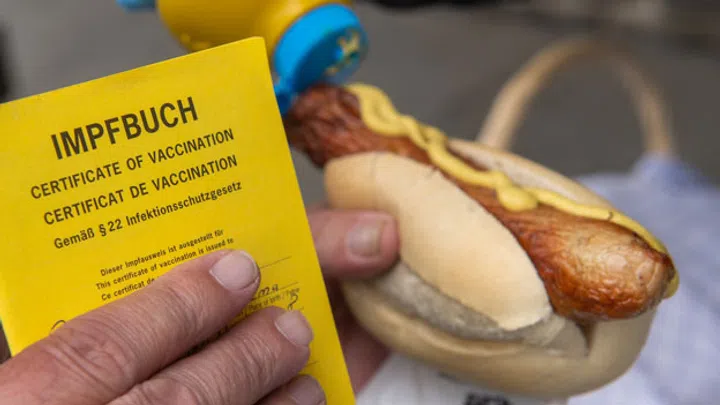 IMPFBUCH
CERTIFICATE OF VACCINATION
CERTIFICAT DE VACCINATION
Gemäß § 22 Infektionsschutzgesetz
Dieser Impfausweis ist ausgestellt für
This certificate of vaccination is issued to
Ce certificat de